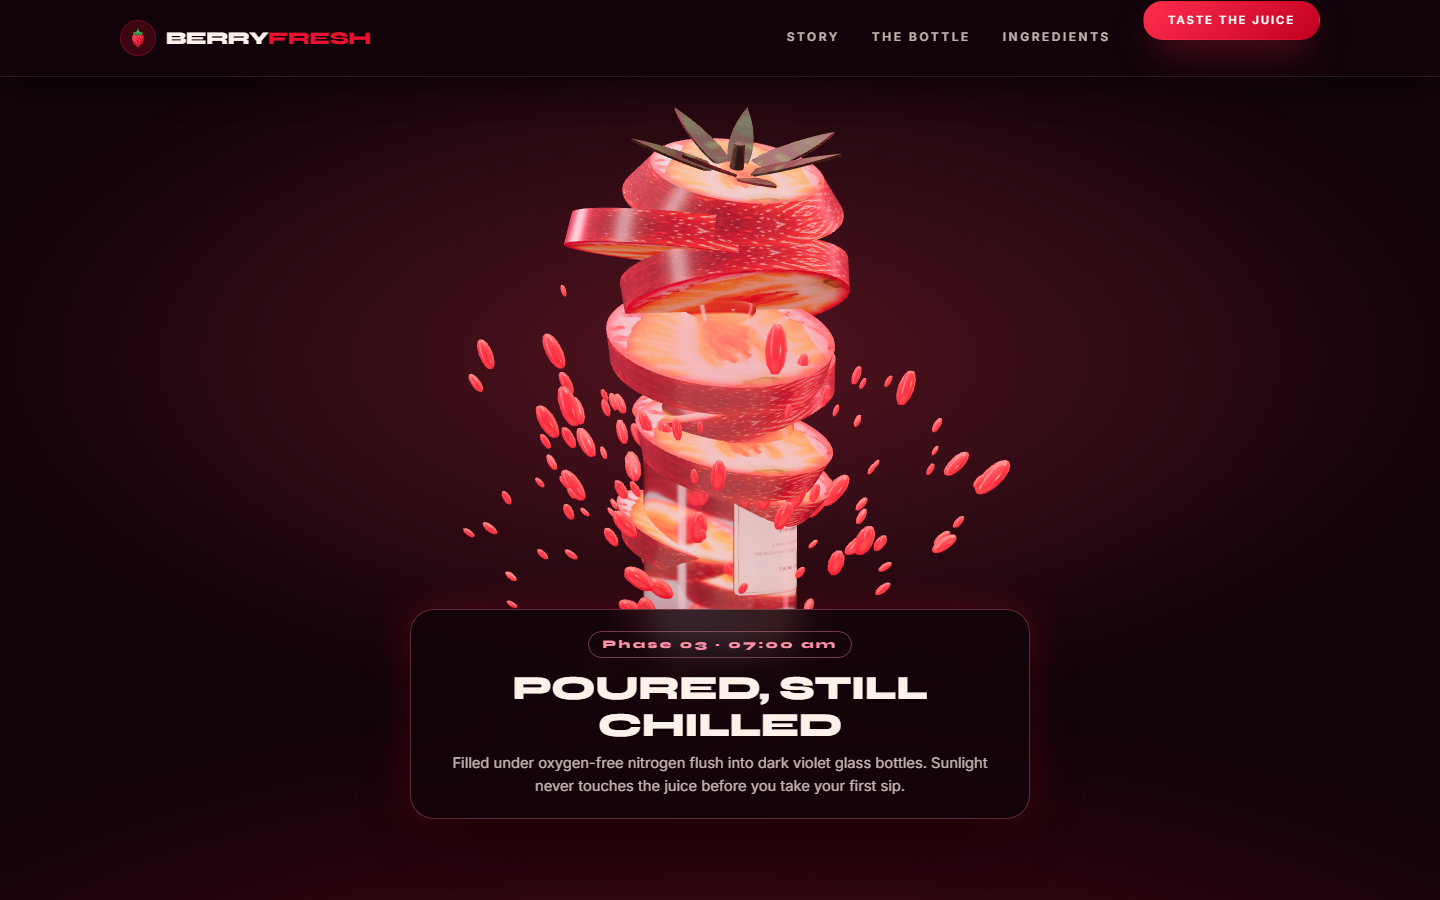 BERRYFRESH
STORY
THE BOTTLE
INGREDIENTS
TASTE THE JUICE
Phase 03 · 07:00 am
POURED, STILL
CHILLED
Filled under oxygen-free nitrogen flush into dark violet glass bottles. Sunlight
never touches the juice before you take your first sip.